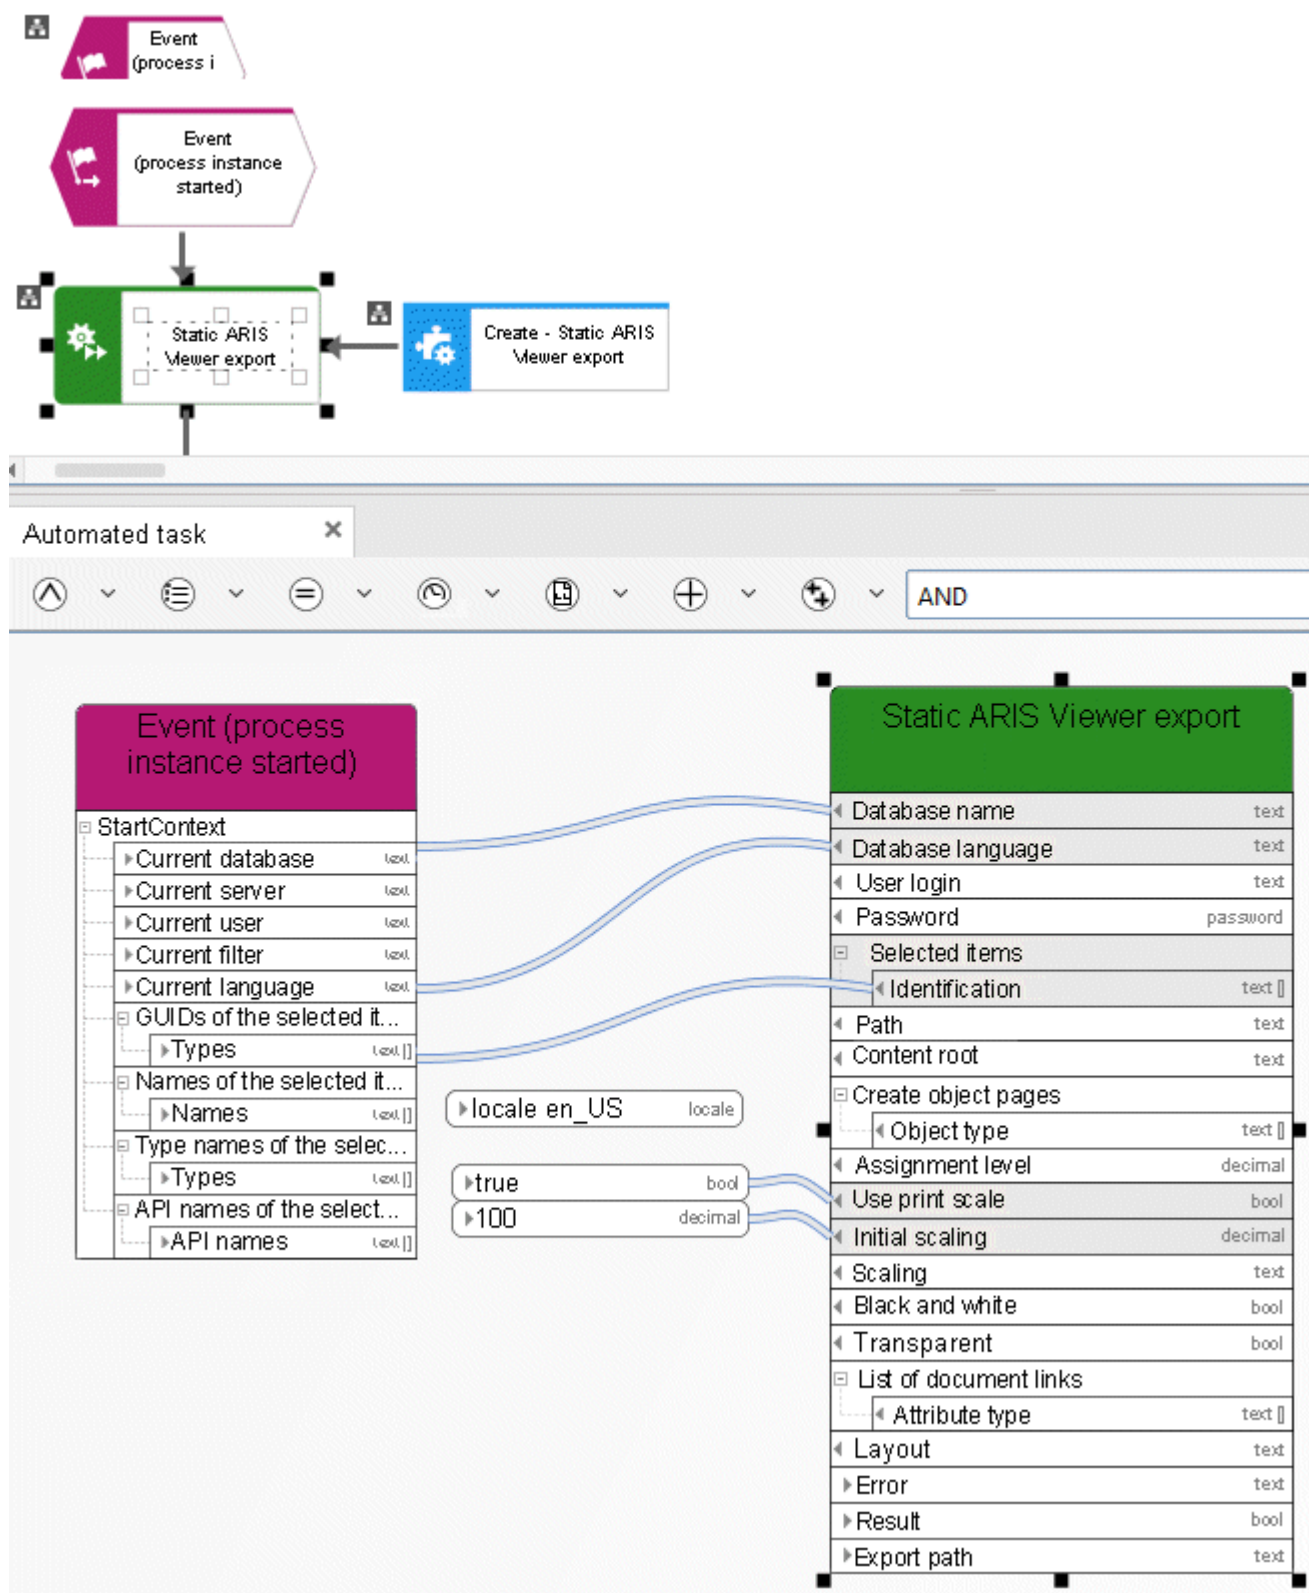 Event
(process i
Event
(process instance
started)
Static ARIS
Viewer export
Create - Static ARIS
Viewer export
Automated task
AND
Event (process
instance started)
StartContext
Current database text
Current server text
Current user text
Current filter text
Current language text
GUIDs of the selected it...
Types text []
Names of the selected it...
Names text []
Type names of the selec...
Types text []
API names of the select...
API names text []
locale en_US locale
true bool
100 decimal
Static ARIS Viewer export
Database name text
Database language text
User login text
Password password
Selected items
Identification text []
Path text
Content root text
Create object pages
Object type text []
Assignment level decimal
Use print scale bool
Initial scaling decimal
Scaling text
Black and white bool
Transparent bool
List of document links
Attribute type text []
Layout text
Error text
Result bool
Export path text